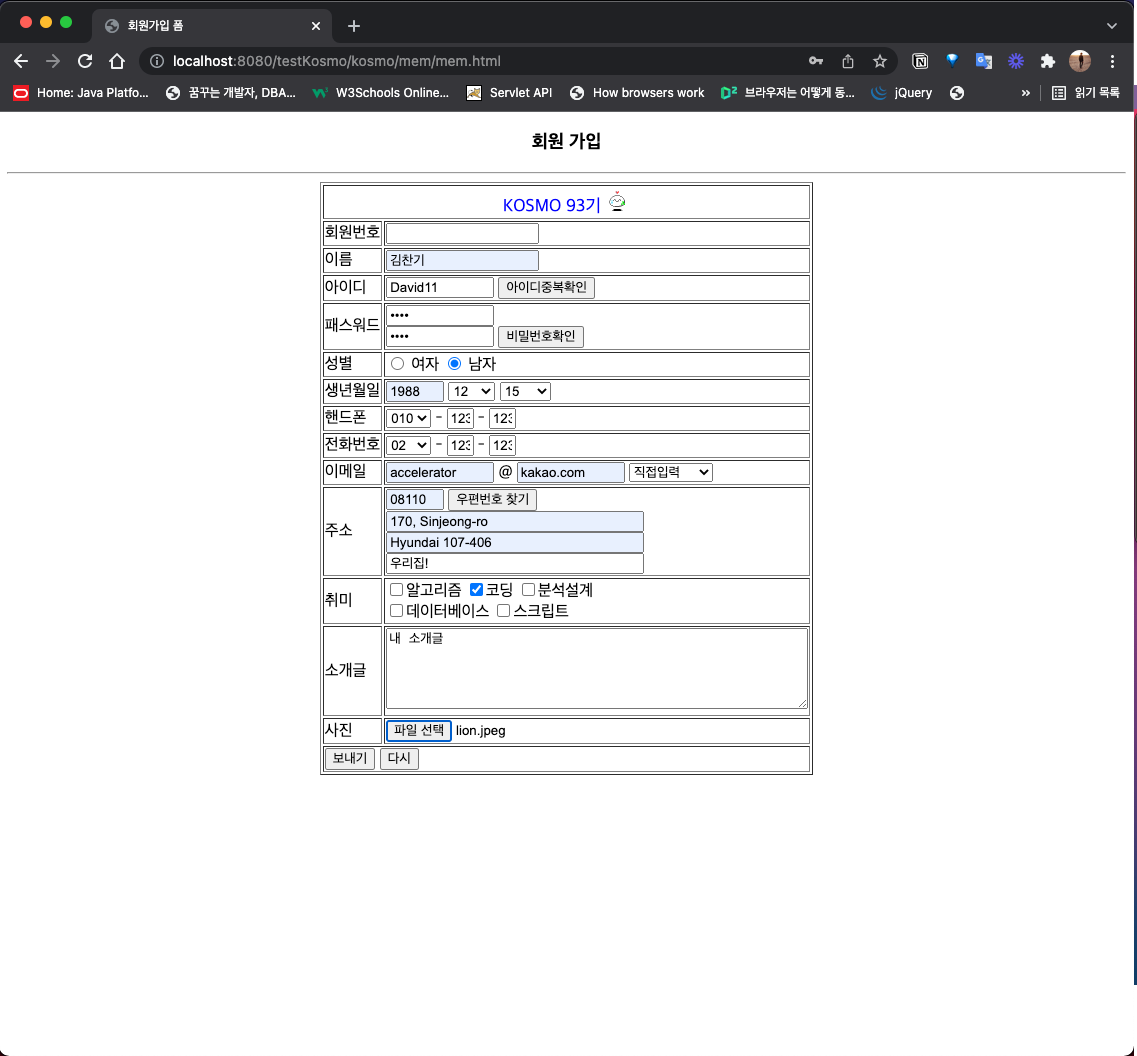 회원가입 폼
localhost:8080/testKosmo/kosmo/mem/mem.html
Home: Java Platfo... 꿈꾸는 개발자, DBA... W3Schools Online... Servlet API How browsers work 브라우저는 어떻게 동... jQuery » 읽기 목록
회원 가입
KOSMO 93기
회원번호
이름 김찬기
아이디 David11 아이디중복확인
패스워드 ••••
•••• 비밀번호확인
성별 여자 남자
생년월일 1988 12 15
핸드폰 010 - 123 - 123
전화번호 02 - 123 - 123
이메일 accelerator @ kakao.com 직접입력
주소 08110 우편번호 찾기
170, Sinjeong-ro
Hyundai 107-406
우리집!
취미 알고리즘 코딩 분석설계
데이터베이스 스크립트
소개글 내 소개글
사진 파일 선택 lion.jpeg
보내기 다시